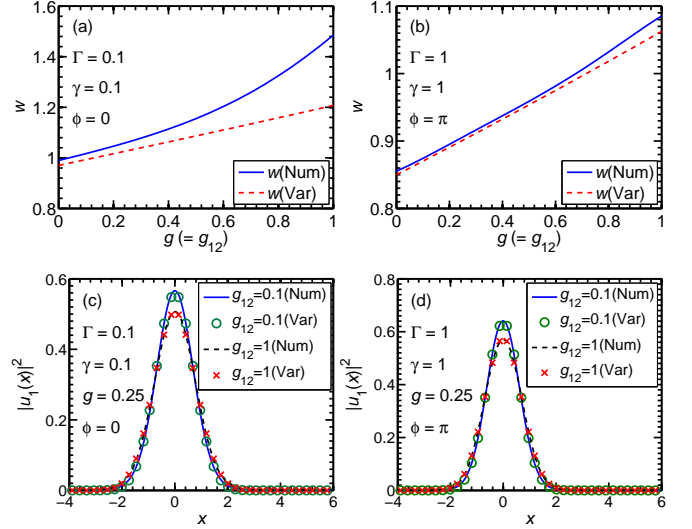 (a)
Γ = 0.1
γ = 0.1
ϕ = 0
w
1.6
1.4
1.2
1
0.8
0 0.2 0.4 0.6 0.8 1
g (= g12)
w(Num)
w(Var)
(b)
Γ = 1
γ = 1
ϕ = π
w
1.1
1
0.9
0.8
0 0.2 0.4 0.6 0.8 1
g (= g12)
w(Num)
w(Var)
(c)
Γ = 0.1
γ = 0.1
g = 0.25
ϕ = 0
|u1(x)|2
0.6
0.4
0.2
0
−4 −2 0 2 4 6
x
g12=0.1(Num)
g12=0.1(Var)
g12=1(Num)
g12=1(Var)
(d)
Γ = 1
γ = 1
g = 0.25
ϕ = π
|u1(x)|2
0.8
0.6
0.4
0.2
0
−4 −2 0 2 4 6
x
g12=0.1(Num)
g12=0.1(Var)
g12=1(Num)
g12=1(Var)